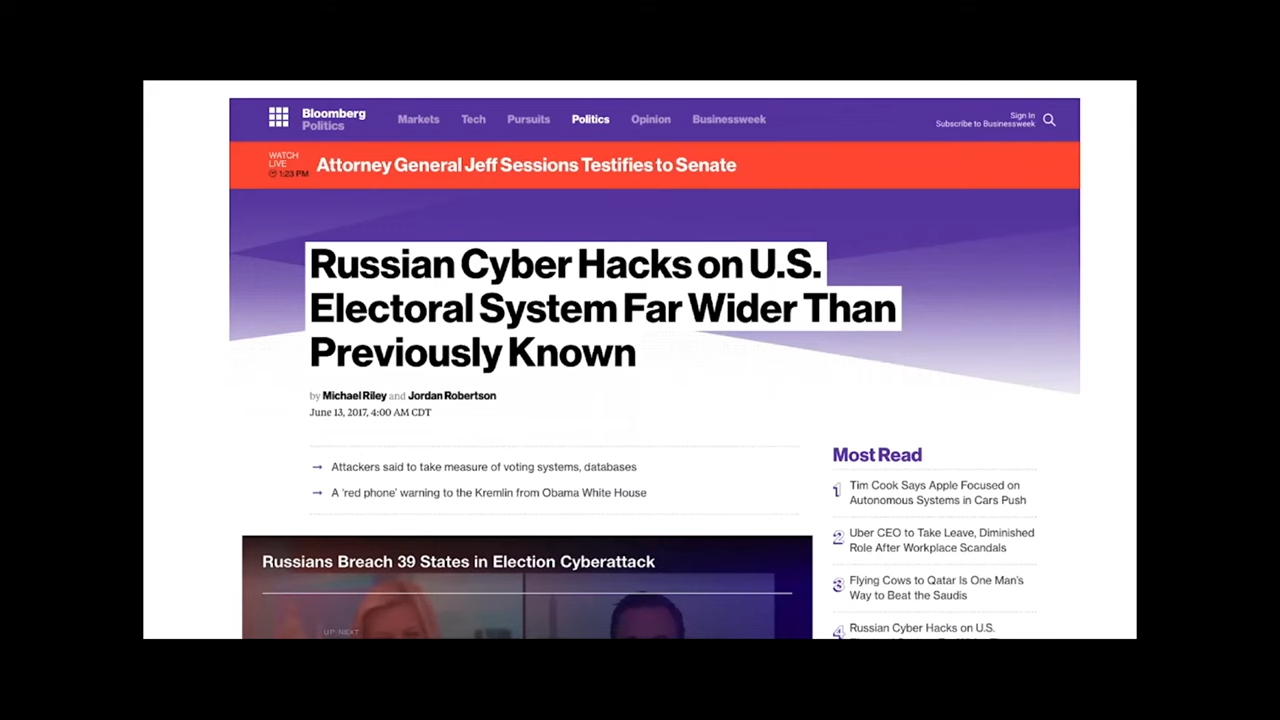 Bloomberg
Politics
Markets Tech Pursuits Politics Opinion Businessweek
Sign In
Subscribe to Businessweek
WATCH
LIVE
1:23 PM
Attorney General Jeff Sessions Testifies to Senate
Russian Cyber Hacks on U.S.
Electoral System Far Wider Than
Previously Known
by Michael Riley and Jordan Robertson
June 13, 2017, 4:00 AM CDT
→ Attackers said to take measure of voting systems, databases
→ A 'red phone' warning to the Kremlin from Obama White House
Russians Breach 39 States in Election Cyberattack
UP NEXT
Most Read
1 Tim Cook Says Apple Focused on
Autonomous Systems in Cars Push
2 Uber CEO to Take Leave, Diminished
Role After Workplace Scandals
3 Flying Cows to Qatar Is One Man's
Way to Beat the Saudis
4 Russian Cyber Hacks on U.S.